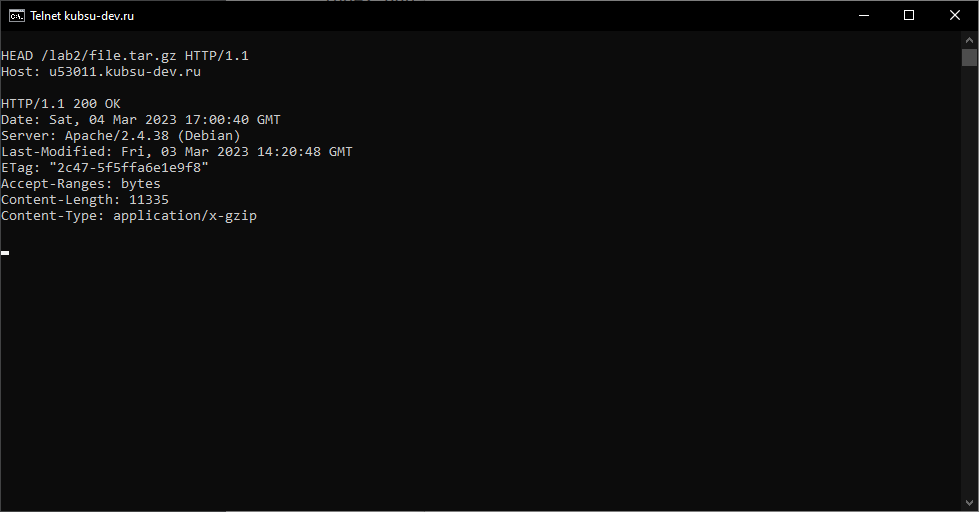 Telnet kubsu-dev.ru
HEAD /lab2/file.tar.gz HTTP/1.1
Host: u53011.kubsu-dev.ru
HTTP/1.1 200 OK
Date: Sat, 04 Mar 2023 17:00:40 GMT
Server: Apache/2.4.38 (Debian)
Last-Modified: Fri, 03 Mar 2023 14:20:48 GMT
ETag: "2c47-5f5ffa6e1e9f8"
Accept-Ranges: bytes
Content-Length: 11335
Content-Type: application/x-gzip